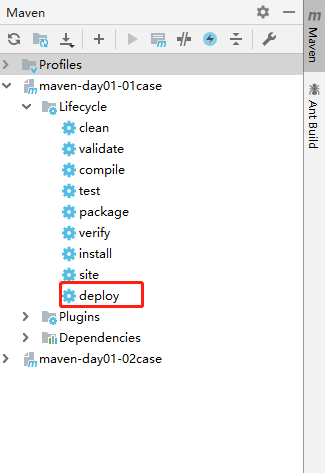 Maven
Profiles
maven-day01-01case
Lifecycle
clean
validate
compile
test
package
verify
install
site
deploy
Plugins
Dependencies
maven-day01-02case
m Maven
Ant Build